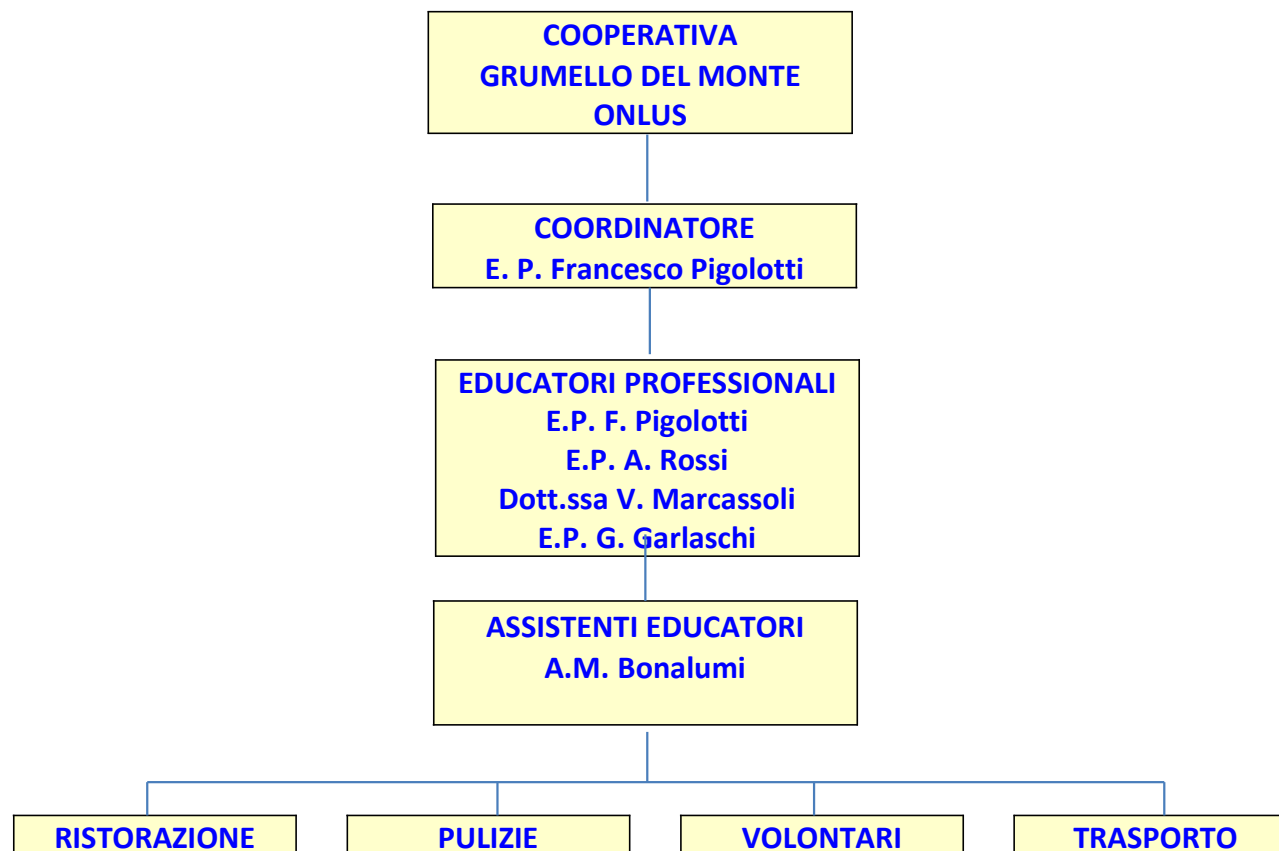 COOPERATIVA
GRUMELLO DEL MONTE
ONLUS
COORDINATORE
E. P. Francesco Pigolotti
EDUCATORI PROFESSIONALI
E.P. F. Pigolotti
E.P. A. Rossi
Dott.ssa V. Marcassoli
E.P. G. Garlaschi
ASSISTENTI EDUCATORI
A.M. Bonalumi
RISTORAZIONE
PULIZIE
VOLONTARI
TRASPORTO